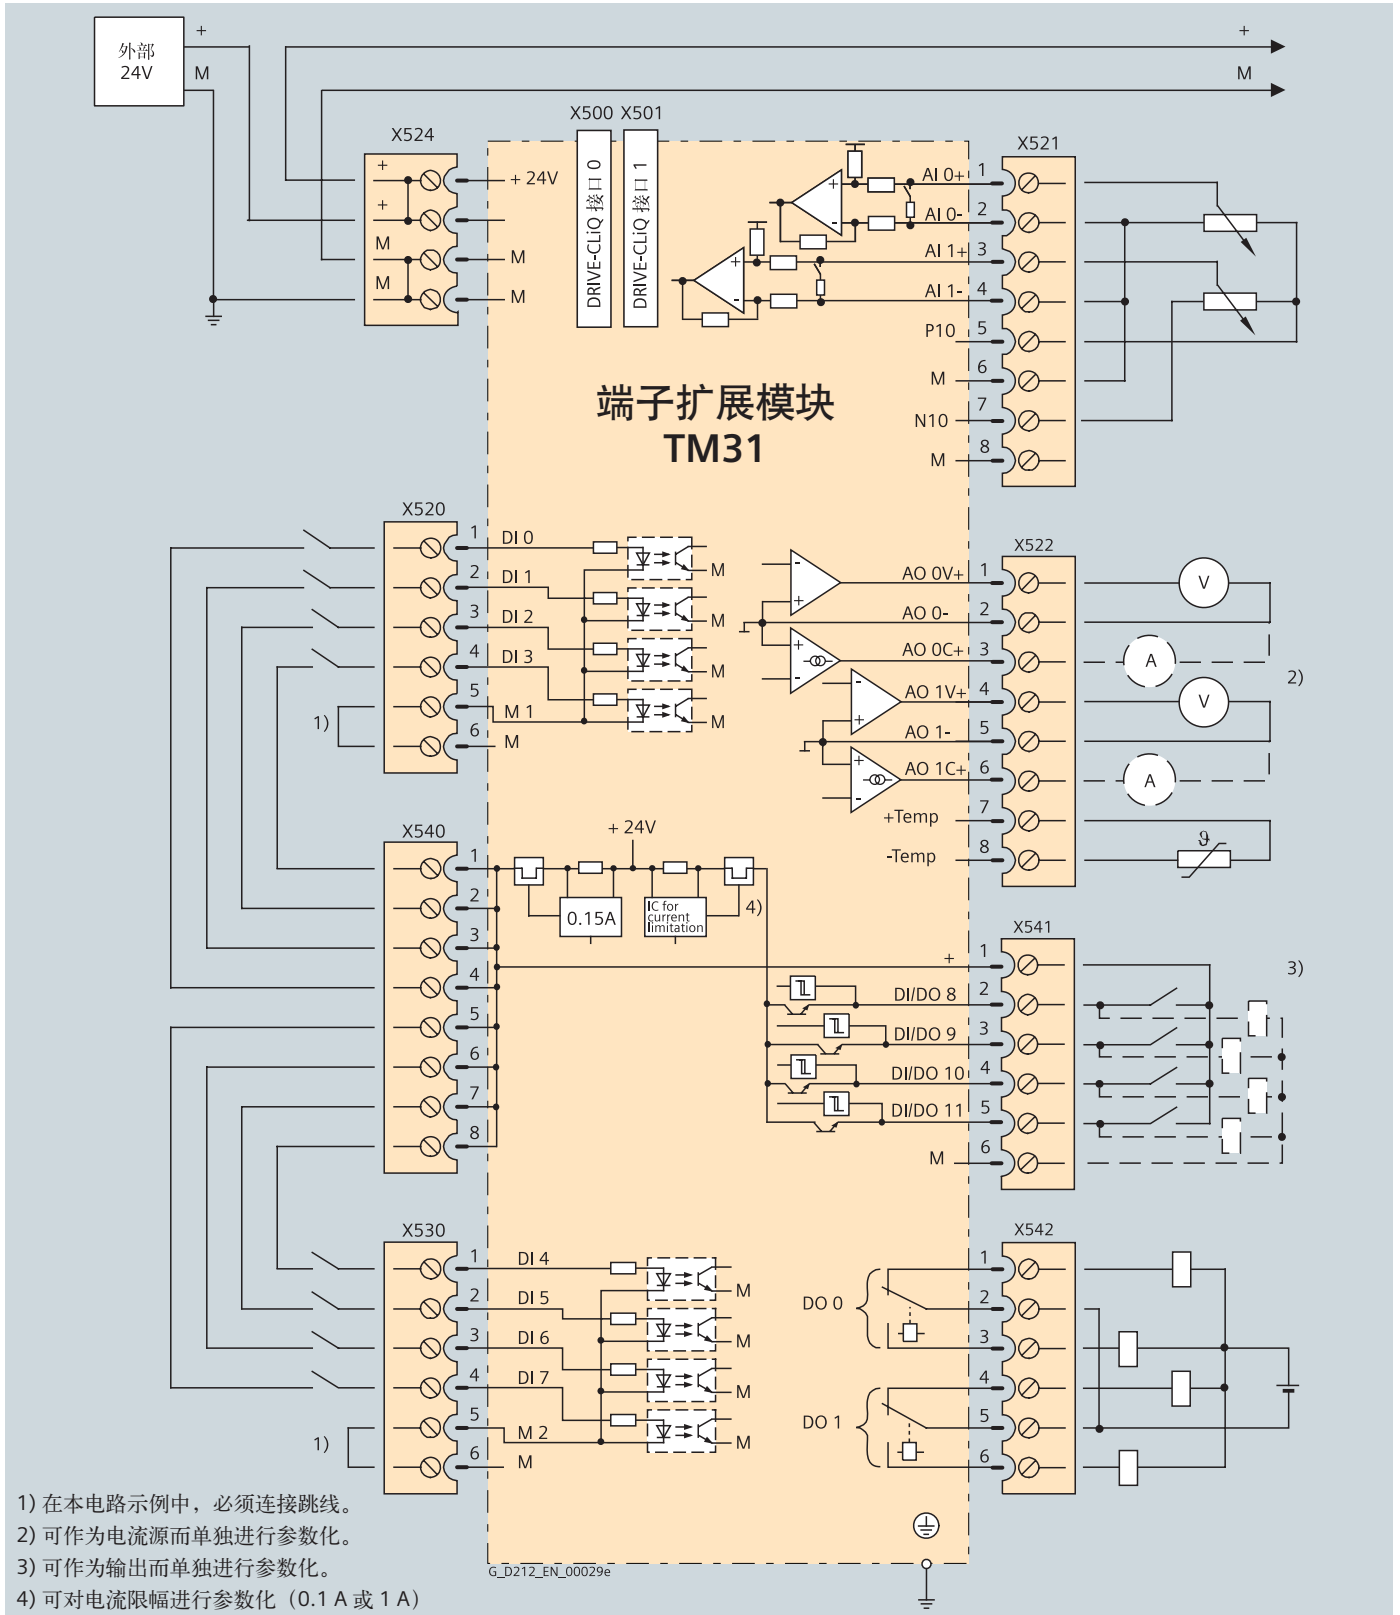 外部
24V
+
M
+
M
X500 X501
X524
+
+
M
M
+ 24V
M
M
DRIVE-CLiQ 接口 0
DRIVE-CLiQ 接口 1
X521
AI 0+ 1
AI 0- 2
AI 1+ 3
AI 1- 4
P10 5
M 6
N10 7
M 8
+
-
+
-
端子扩展模块
TM31
X520
1 DI 0
2 DI 1
3 DI 2
4 DI 3
5 M 1
6 M
1)
M
M
M
M
X522
AO 0V+ 1
AO 0- 2
AO 0C+ 3
AO 1V+ 4
AO 1- 5
AO 1C+ 6
+Temp 7
-Temp 8
-
+
+
-
-
+
+
-
V
A
V
A
2)
ϑ
X540
1
2
3
4
5
6
7
8
+ 24V
0.15A
IC for
current
limitation
4)
X541
+ 1
DI/DO 8 2
DI/DO 9 3
DI/DO 10 4
DI/DO 11 5
M 6
3)
X530
1 DI 4
2 DI 5
3 DI 6
4 DI 7
5 M 2
6 M
1)
M
M
M
M
X542
DO 0
DO 1
1
2
3
4
5
6
1) 在本电路示例中，必须连接跳线。
2) 可作为电流源而单独进行参数化。
3) 可作为输出而单独进行参数化。
4) 可对电流限幅进行参数化（0.1 A 或 1 A）
G_D212_EN_00029e